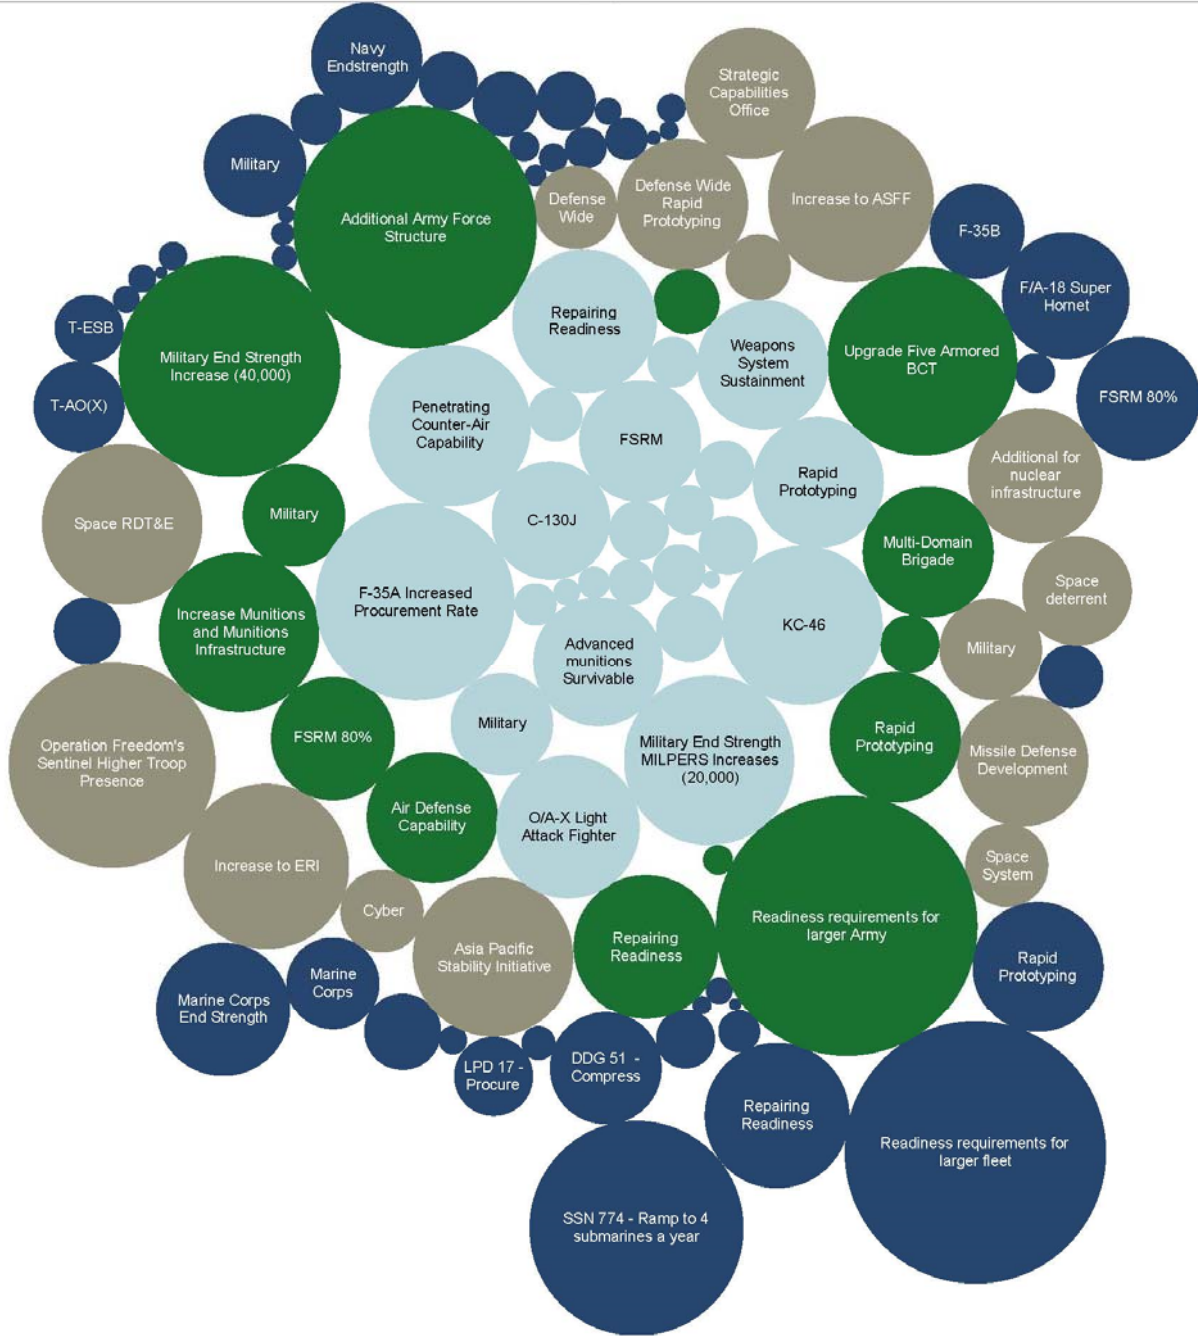 Navy
Endstrength
Strategic
Capabilities
Office
Military
Defense
Wide
Defense Wide
Rapid
Prototyping
Increase to ASFF
Additional Army Force
Structure
F-35B
F/A-18 Super
Hornet
Repairing
Readiness
T-ESB
Military End Strength
Increase (40,000)
Weapons
System
Sustainment
Upgrade Five Armored
BCT
T-AO(X)
Penetrating
Counter-Air
Capability
FSRM
FSRM 80%
Rapid
Prototyping
Additional for
nuclear
infrastructure
Space RDT&E
Military
C-130J
Multi-Domain
Brigade
Increase Munitions
and Munitions
Infrastructure
F-35A Increased
Procurement Rate
Space
deterrent
KC-46
Advanced
munitions
Survivable
Military
FSRM 80%
Military
Rapid
Prototyping
Operation Freedom's
Sentinel Higher Troop
Presence
Military End Strength
MILPERS Increases
(20,000)
Missile Defense
Development
Air Defense
Capability
O/A-X Light
Attack Fighter
Increase to ERI
Space
System
Cyber
Readiness requirements for
larger Army
Asia Pacific
Stability Initiative
Repairing
Readiness
Rapid
Prototyping
Marine Corps
End Strength
Marine
Corps
LPD 17 -
Procure
DDG 51 -
Compress
Repairing
Readiness
Readiness requirements for
larger fleet
SSN 774 - Ramp to 4
submarines a year